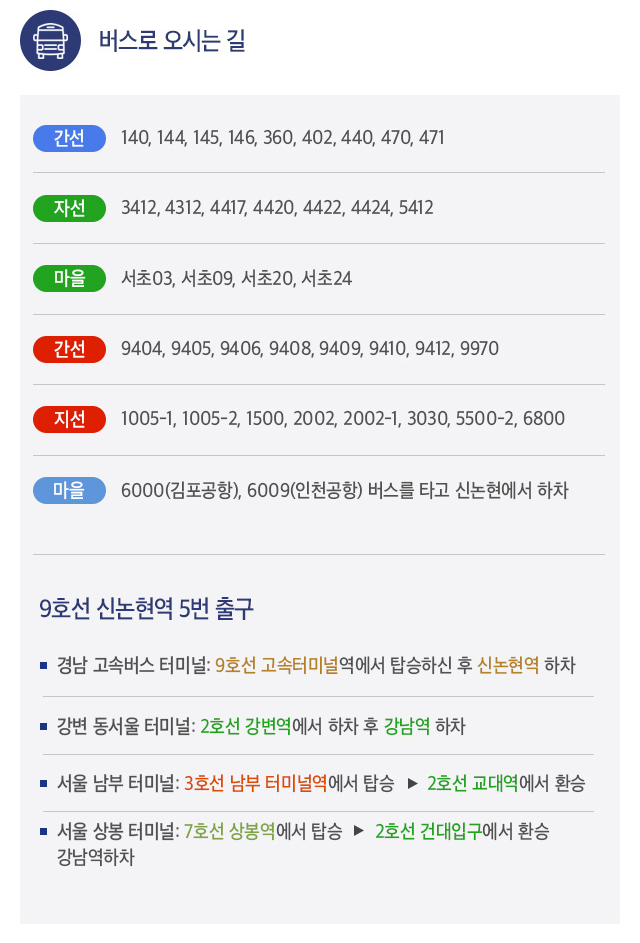 버스로 오시는 길
간선 140, 144, 145, 146, 360, 402, 440, 470, 471
자선 3412, 4312, 4417, 4420, 4422, 4424, 5412
마을 서초03, 서초09, 서초20, 서초24
간선 9404, 9405, 9406, 9408, 9409, 9410, 9412, 9970
지선 1005-1, 1005-2, 1500, 2002, 2002-1, 3030, 5500-2, 6800
마을 6000(김포공항), 6009(인천공항) 버스를 타고 신논현에서 하차
9호선 신논현역 5번 출구
▪ 경남 고속버스 터미널: 9호선 고속터미널역에서 탑승하신 후 신논현역 하차
▪ 강변 동서울 터미널: 2호선 강변역에서 하차 후 강남역 하차
▪ 서울 남부 터미널: 3호선 남부 터미널역에서 탑승 ▶ 2호선 교대역에서 환승
▪ 서울 상봉 터미널: 7호선 상봉역에서 탑승 ▶ 2호선 건대입구에서 환승
강남역하차